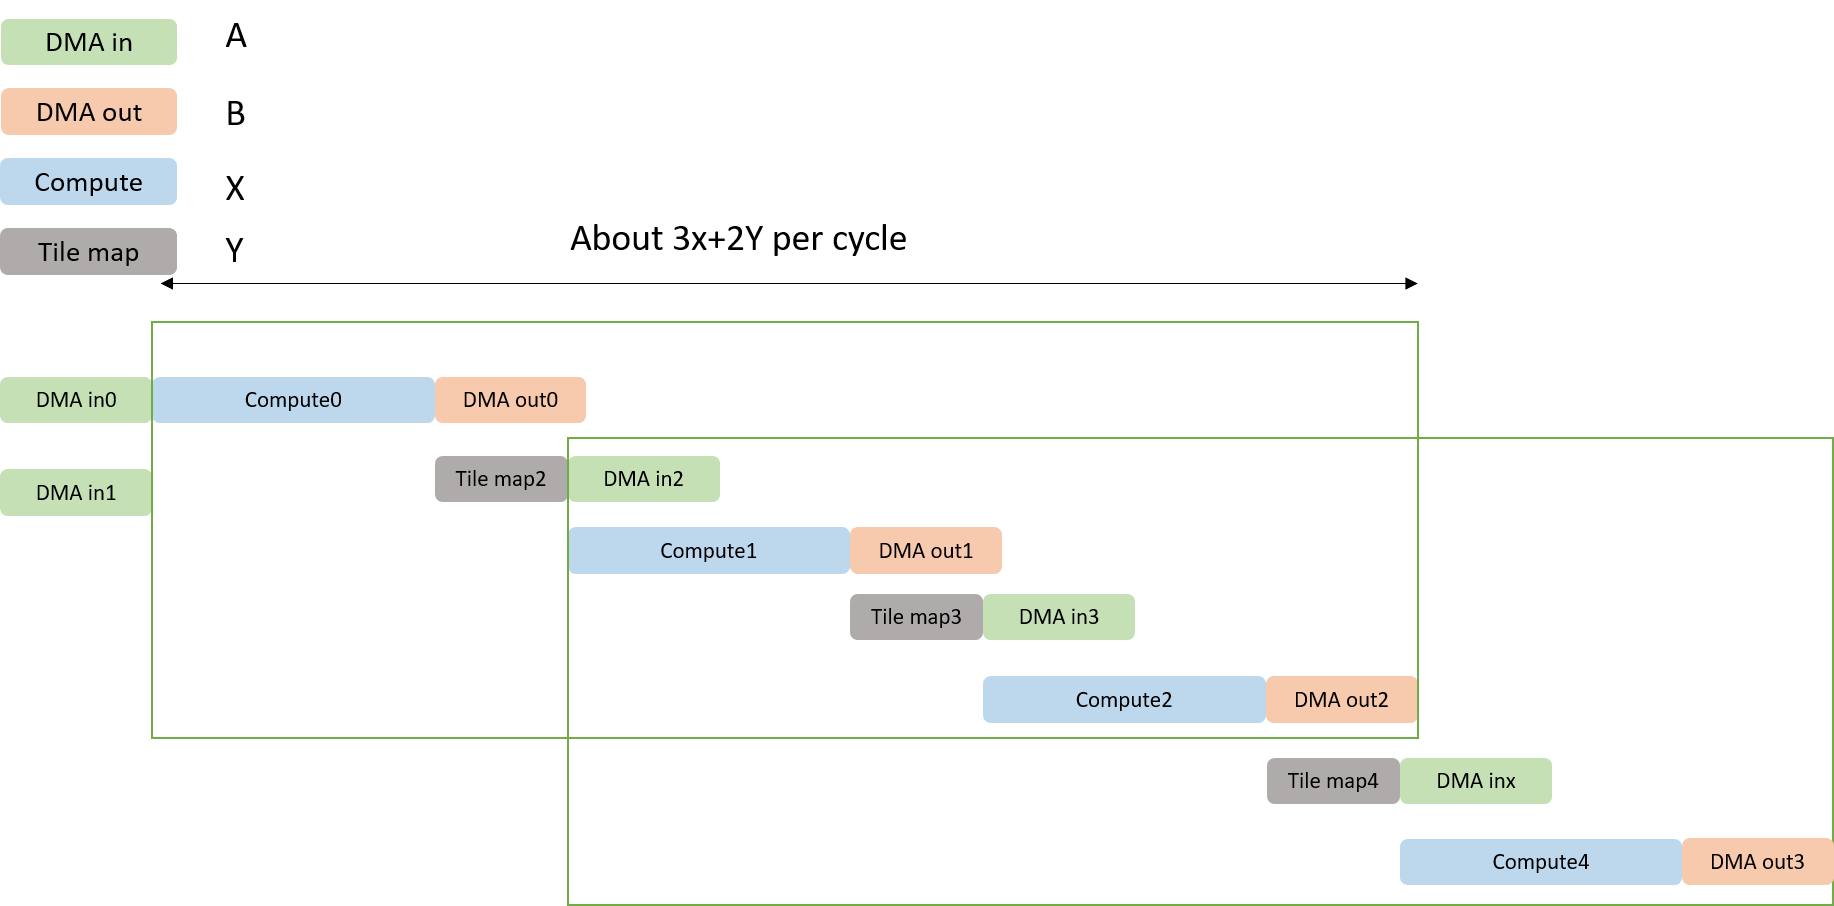 DMA in A
DMA out B
Compute X
Tile map Y
About 3x+2Y per cycle
DMA in0 Compute0 DMA out0
Tile map2 DMA in2
DMA in1
Compute1 DMA out1
Tile map3 DMA in3
Compute2 DMA out2
Tile map4 DMA inx
Compute4 DMA out3